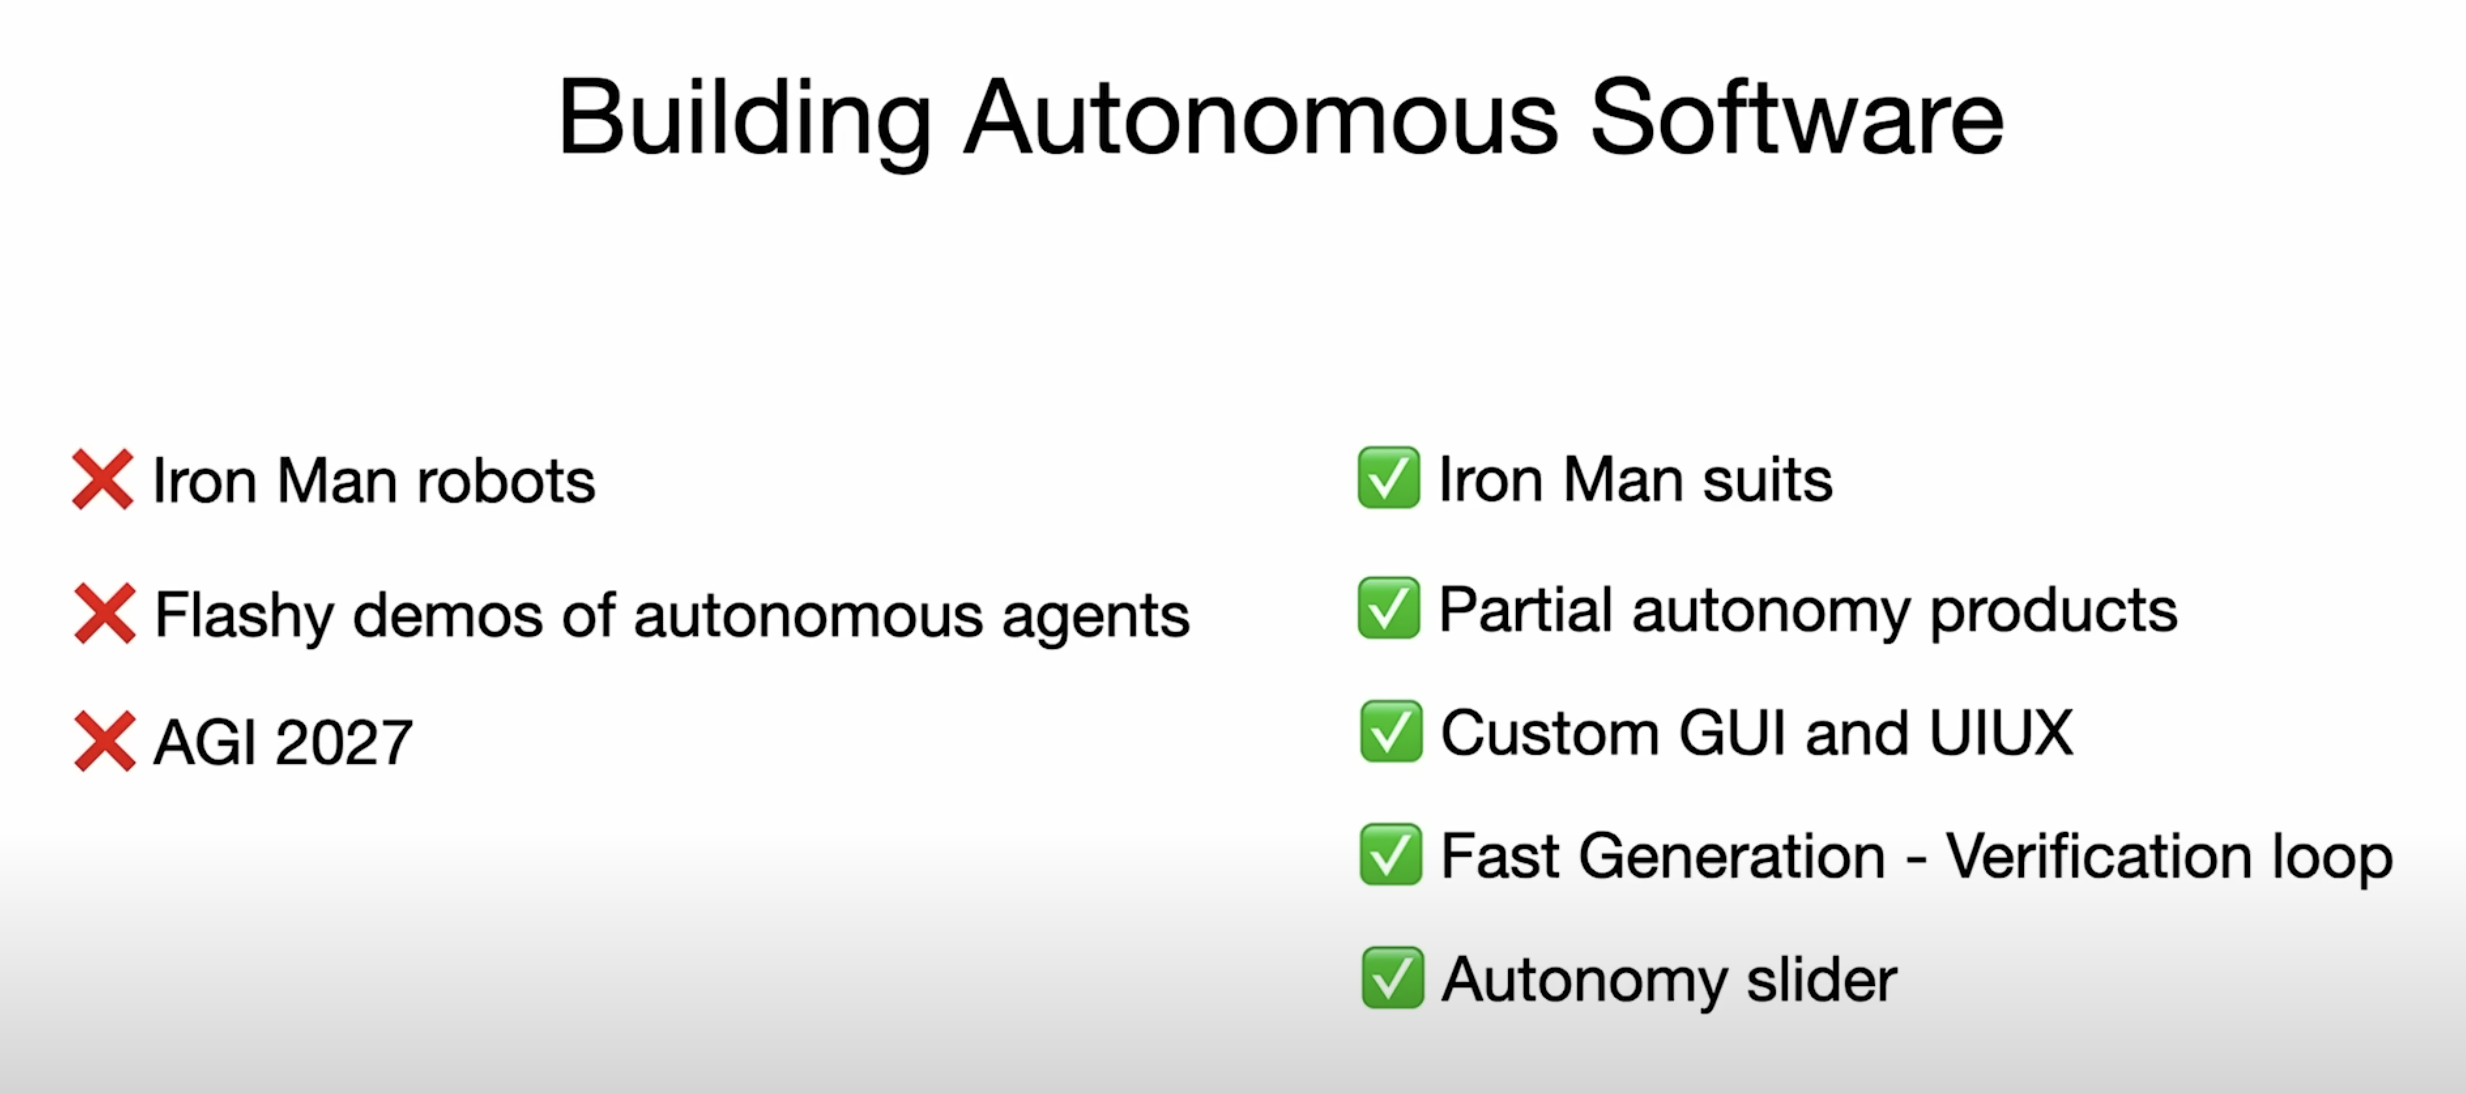 Building Autonomous Software
❌ Iron Man robots
❌ Flashy demos of autonomous agents
❌ AGI 2027
✅ Iron Man suits
✅ Partial autonomy products
✅ Custom GUI and UIUX
✅ Fast Generation - Verification loop
✅ Autonomy slider